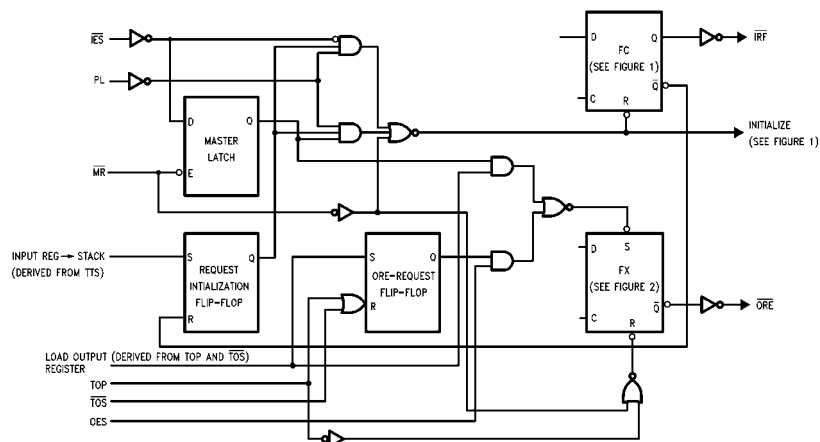 IES
PL
MR
D
Q
MASTER
LATCH
E
D
Q
IRF
FC
(SEE FIGURE 1)
Q
C
R
INITIALIZE
(SEE FIGURE 1)
INPUT REG→STACK
(DERIVED FROM TTS)
S
Q
REQUEST
INTIALIZATION
FLIP-FLOP
R
S
Q
ORE-REQUEST
FLIP-FLOP
R
D
S
FX
(SEE FIGURE 2)
Q
C
R
ORE
LOAD OUTPUT (DERIVED FROM TOP AND TOS)
REGISTER
TOP
TOS
OES